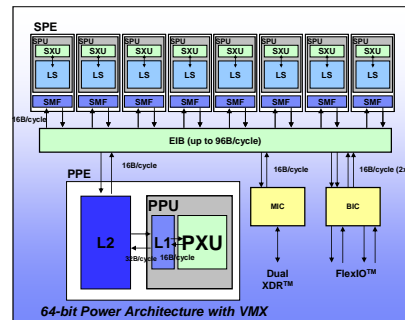 SPE
SPU SPU SPU SPU SPU SPU SPU SPU
SXU SXU SXU SXU SXU SXU SXU SXU
LS LS LS LS LS LS LS LS
SMF SMF SMF SMF SMF SMF SMF SMF
16B/cycle
EIB (up to 96B/cycle)
16B/cycle 16B/cycle 16B/cycle (2x
PPE
PPU
MIC BIC
L2 L1 PXU
32B/cycle 16B/cycle
Dual
XDR™ FlexIO™
64-bit Power Architecture with VMX